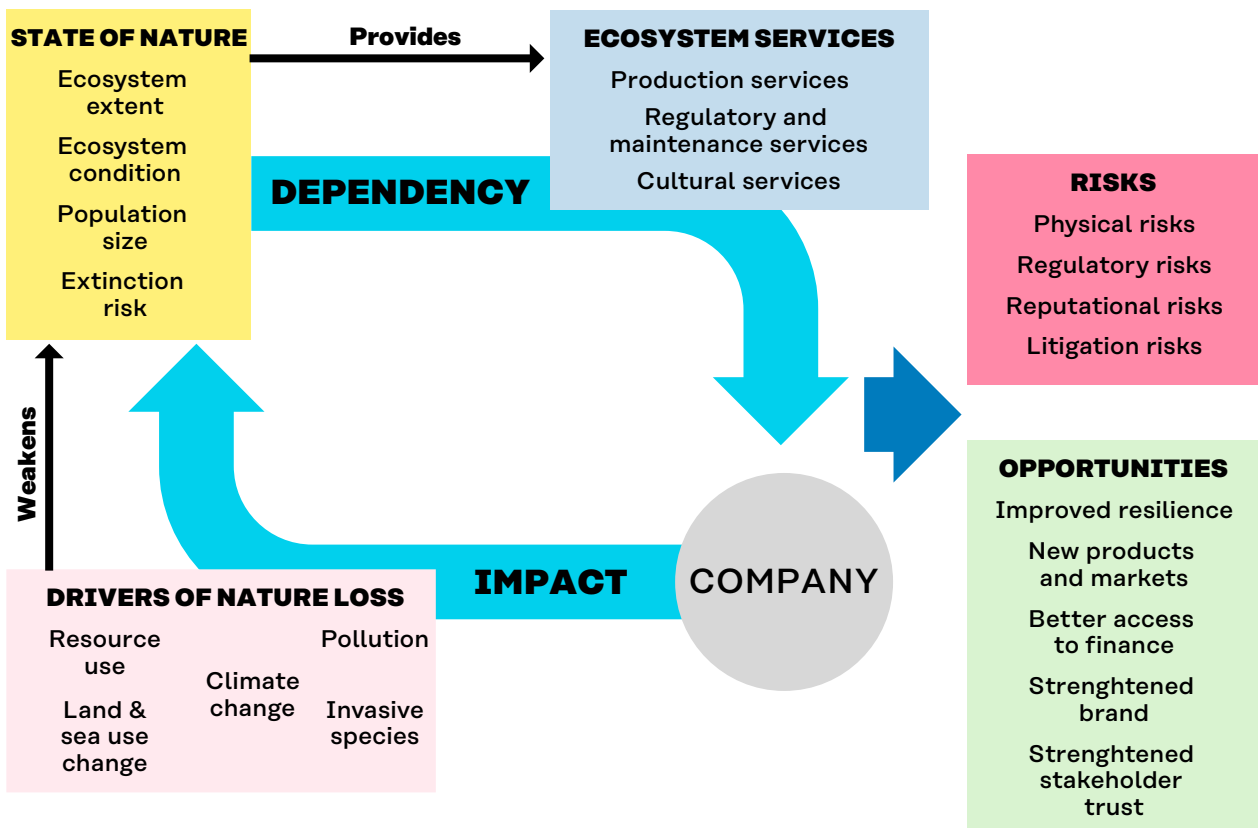 STATE OF NATURE
Ecosystem
extent
Ecosystem
condition
Population
size
Extinction
risk
Provides
ECOSYSTEM SERVICES
Production services
Regulatory and
maintenance services
Cultural services
DEPENDENCY
RISKS
Physical risks
Regulatory risks
Reputational risks
Litigation risks
Weakens
OPPORTUNITIES
Improved resilience
New products
and markets
Better access
to finance
Strenghtened
brand
Strenghtened
stakeholder
trust
IMPACT
COMPANY
DRIVERS OF NATURE LOSS
Resource
use
Land &
sea use
change
Climate
change
Pollution
Invasive
species